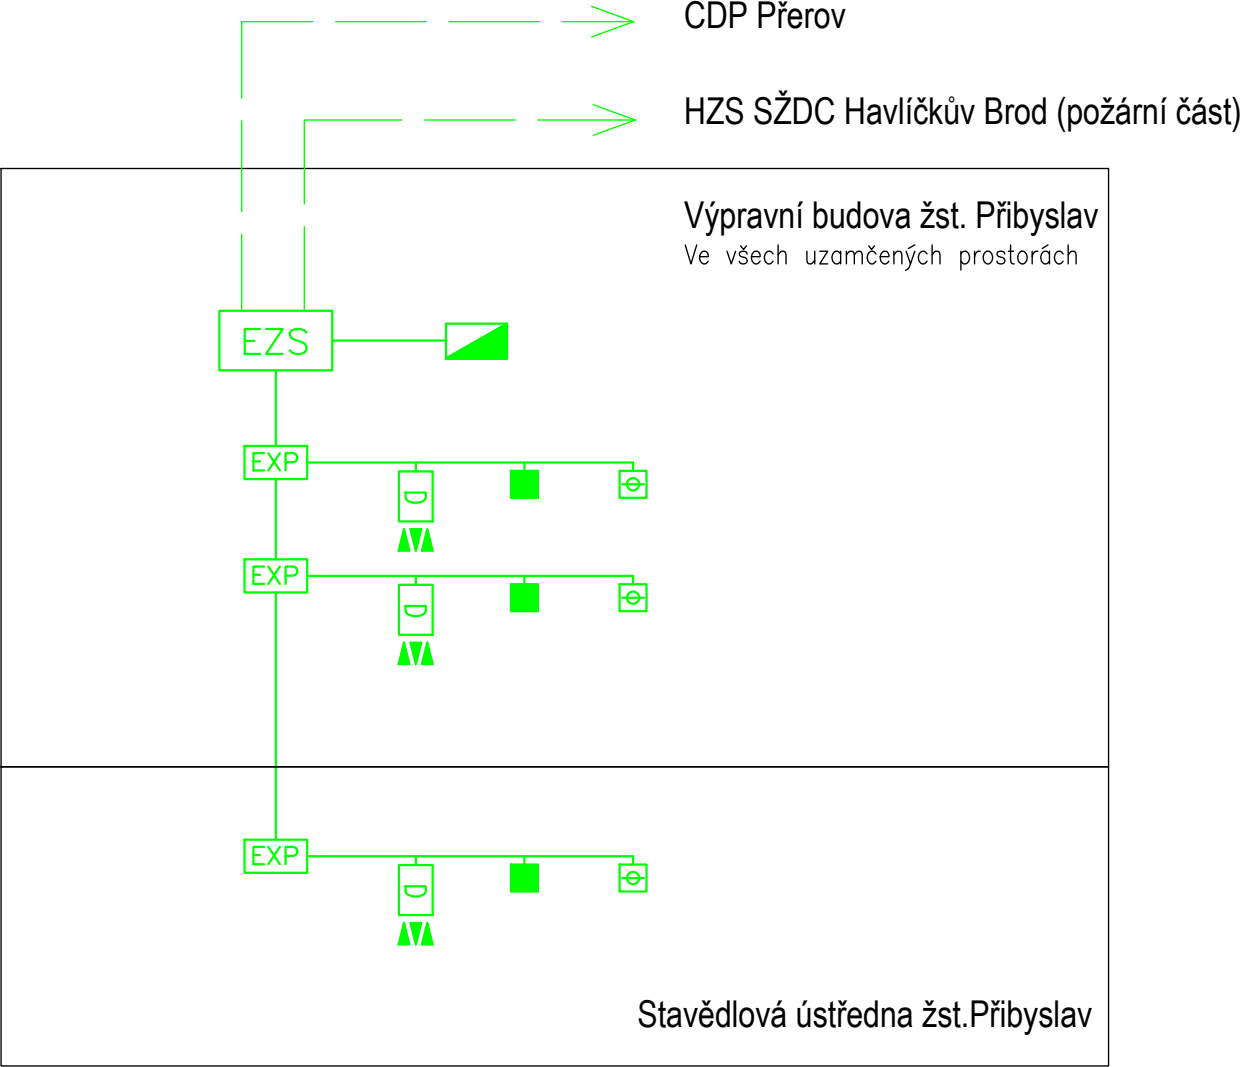 CDP Přerov
HZS SŽDC Havlíčkův Brod (požární část)
Výpravní budova žst. Přibyslav
Ve všech uzamčených prostorách
EZS
EXP
D
EXP
D
EXP
D
Stavědlová ústředna žst.Přibyslav